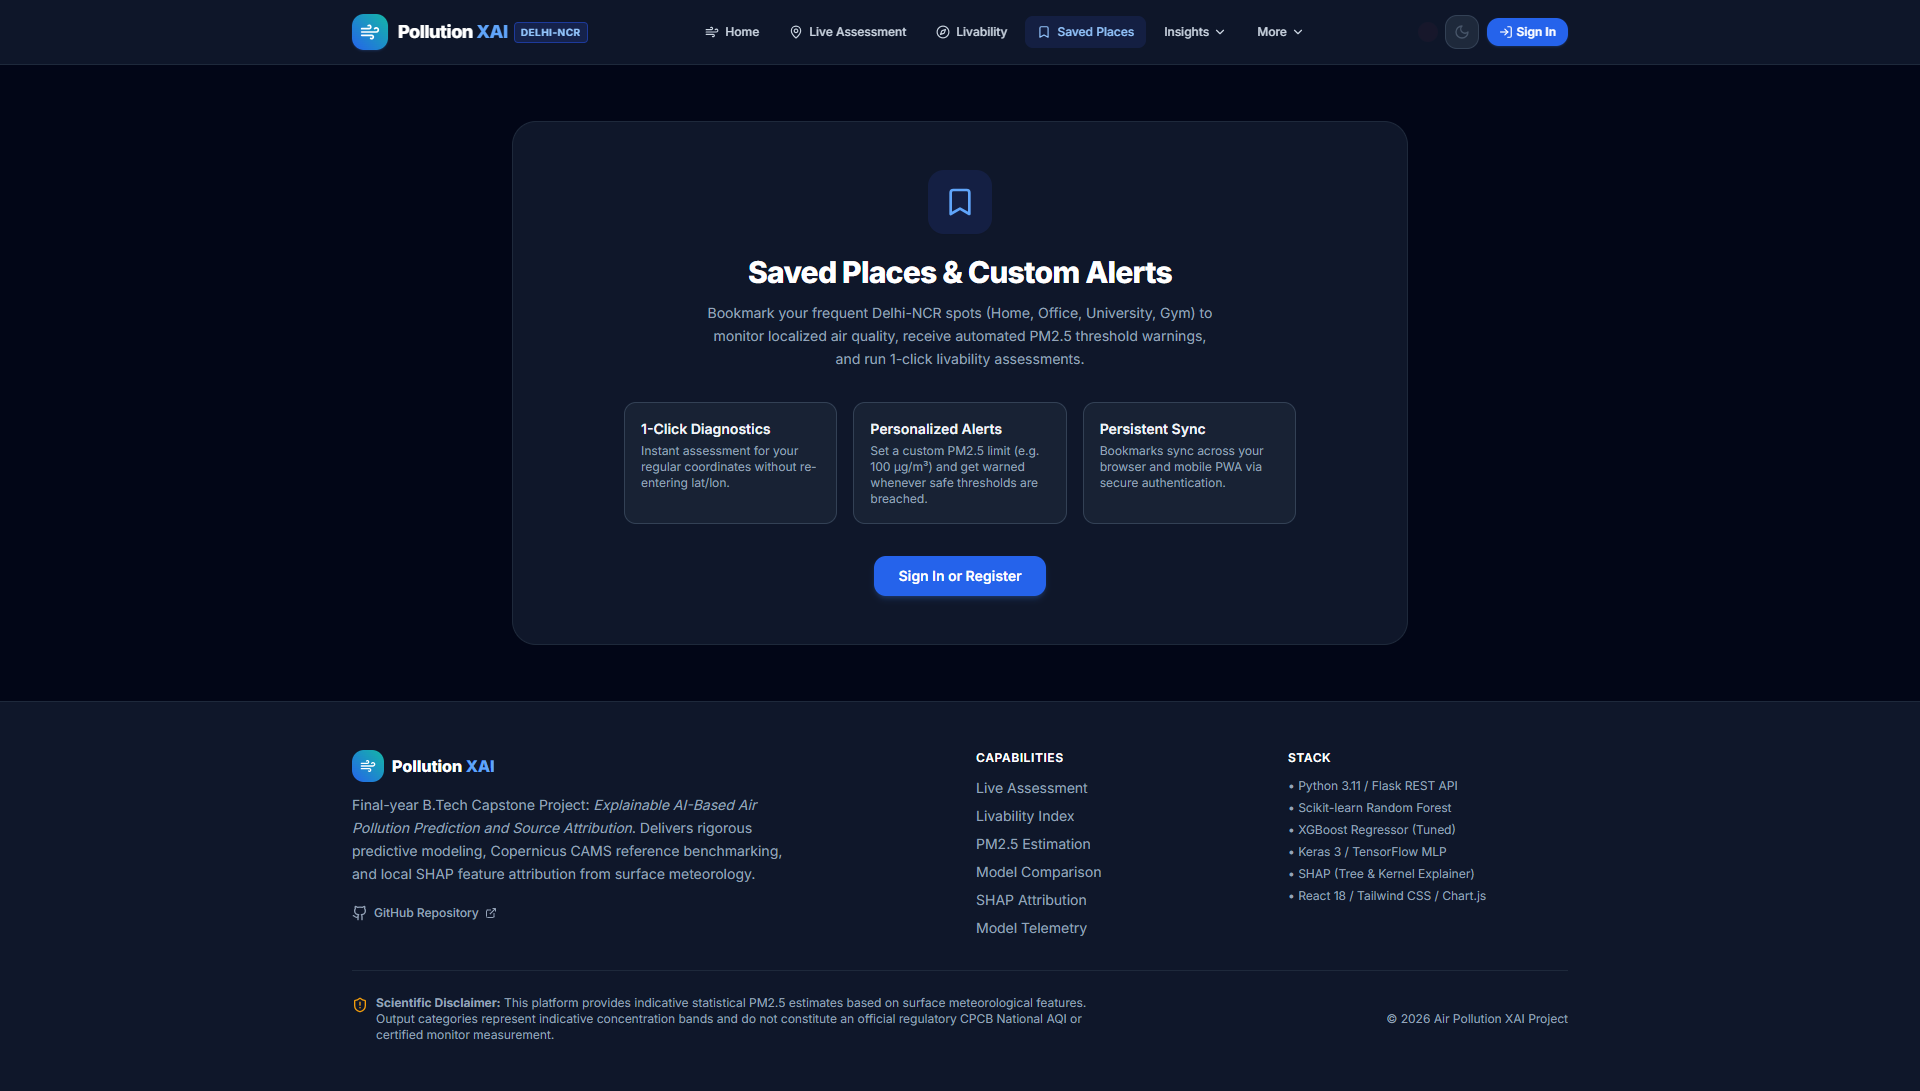 Pollution XAI DELHI-NCR
Home
Live Assessment
Livability
Saved Places
Insights
More
Sign In
Saved Places & Custom Alerts
Bookmark your frequent Delhi-NCR spots (Home, Office, University, Gym) to
monitor localized air quality, receive automated PM2.5 threshold warnings,
and run 1-click livability assessments.
1-Click Diagnostics
Instant assessment for your
regular coordinates without re-
entering lat/lon.
Personalized Alerts
Set a custom PM2.5 limit (e.g.
100 µg/m³) and get warned
whenever safe thresholds are
breached.
Persistent Sync
Bookmarks sync across your
browser and mobile PWA via
secure authentication.
Sign In or Register
Pollution XAI
Final-year B.Tech Capstone Project: Explainable AI-Based Air
Pollution Prediction and Source Attribution. Delivers rigorous
predictive modeling, Copernicus CAMS reference benchmarking,
and local SHAP feature attribution from surface meteorology.
GitHub Repository
CAPABILITIES
Live Assessment
Livability Index
PM2.5 Estimation
Model Comparison
SHAP Attribution
Model Telemetry
STACK
• Python 3.11 / Flask REST API
• Scikit-learn Random Forest
• XGBoost Regressor (Tuned)
• Keras 3 / TensorFlow MLP
• SHAP (Tree & Kernel Explainer)
• React 18 / Tailwind CSS / Chart.js
Scientific Disclaimer: This platform provides indicative statistical PM2.5 estimates based on surface meteorological features.
Output categories represent indicative concentration bands and do not constitute an official regulatory CPCB National AQI or
certified monitor measurement.
© 2026 Air Pollution XAI Project